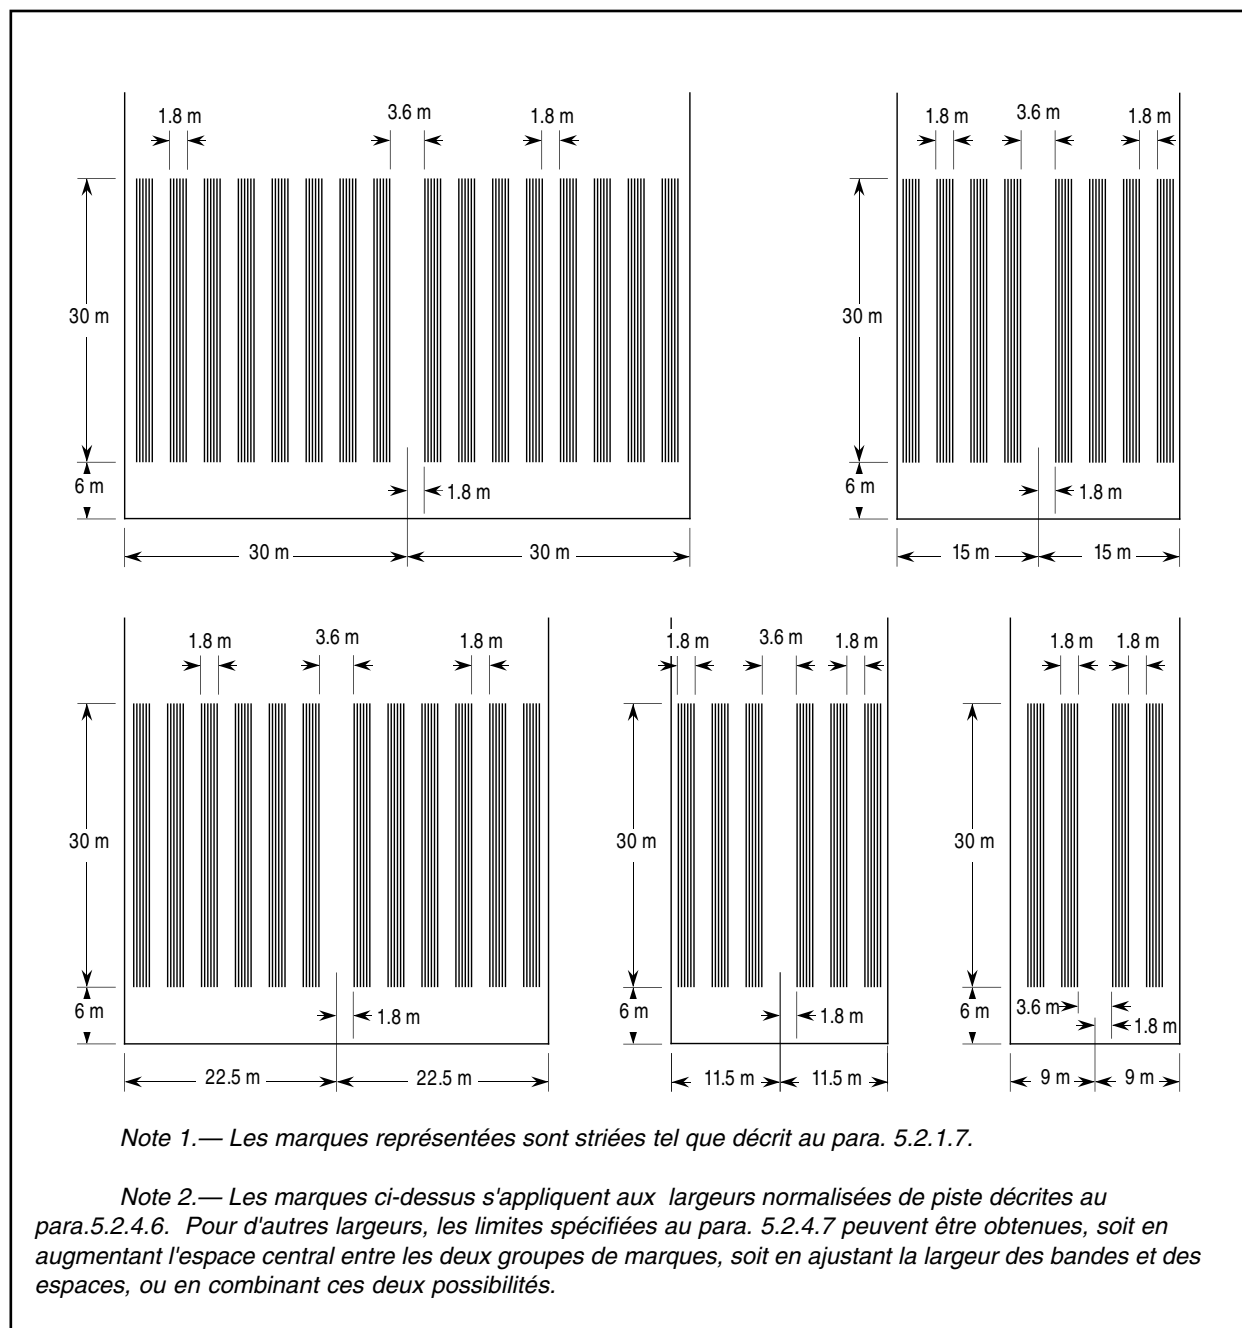 1.8 m 3.6 m 1.8 m
30 m
6 m
1.8 m
30 m 30 m
1.8 m 3.6 m 1.8 m
30 m
6 m
1.8 m
15 m 15 m
1.8 m 3.6 m 1.8 m
30 m
6 m
1.8 m
22.5 m 22.5 m
1.8 m 3.6 m 1.8 m
30 m
6 m
1.8 m
11.5 m 11.5 m
1.8 m 1.8 m
30 m
6 m
3.6 m
1.8 m
9 m 9 m
Note 1.— Les marques représentées sont striées tel que décrit au para. 5.2.1.7.
Note 2.— Les marques ci-dessus s'appliquent aux largeurs normalisées de piste décrites au
para.5.2.4.6. Pour d'autres largeurs, les limites spécifiées au para. 5.2.4.7 peuvent être obtenues, soit en
augmentant l'espace central entre les deux groupes de marques, soit en ajustant la largeur des bandes et des
espaces, ou en combinant ces deux possibilités.